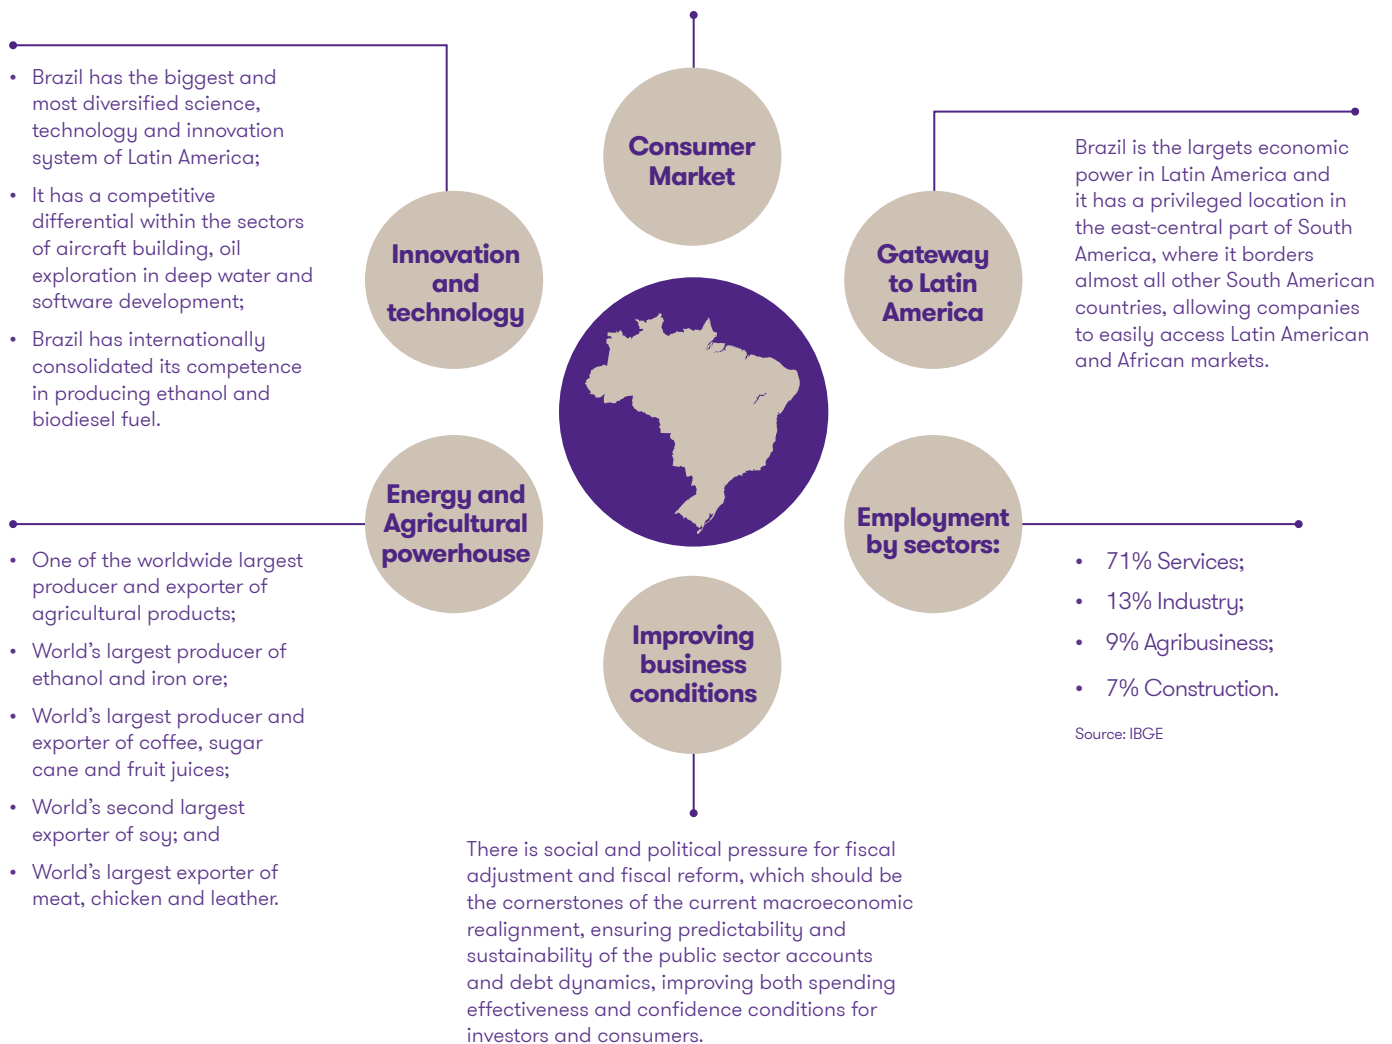 Consumer
Market
Innovation
and
technology
• Brazil has the biggest and
most diversified science,
technology and innovation
system of Latin America;
• It has a competitive
differential within the sectors
of aircraft building, oil
exploration in deep water and
software development;
• Brazil has internationally
consolidated its competence
in producing ethanol and
biodiesel fuel.
Gateway
to Latin
America
Brazil is the largets economic
power in Latin America and
it has a privileged location in
the east-central part of South
America, where it borders
almost all other South American
countries, allowing companies
to easily access Latin American
and African markets.
Energy and
Agricultural
powerhouse
• One of the worldwide largest
producer and exporter of
agricultural products;
• World's largest producer of
ethanol and iron ore;
• World's largest producer and
exporter of coffee, sugar
cane and fruit juices;
• World's second largest
exporter of soy; and
• World's largest exporter of
meat, chicken and leather.
Employment
by sectors:
• 71% Services;
• 13% Industry;
• 9% Agribusiness;
• 7% Construction.
Source: IBGE
Improving
business
conditions
There is social and political pressure for fiscal
adjustment and fiscal reform, which should be
the cornerstones of the current macroeconomic
realignment, ensuring predictability and
sustainability of the public sector accounts
and debt dynamics, improving both spending
effectiveness and confidence conditions for
investors and consumers.